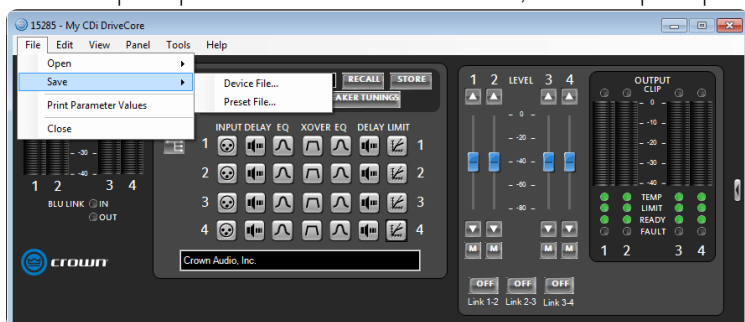 15285 - My CDi DriveCore
File Edit View Panel Tools Help
Open
Save
Print Parameter Values
Close
Device File...
Preset File...
RECALL STORE
AKER TUNINGS
INPUT DELAY EQ XOVER EQ DELAY LIMIT
1 1
2 2
3 3
4 4
-30
-40
1 2 3 4
BLU LINK IN
OUT
crown
Crown Audio, Inc.
1 2 LEVEL 3 4
- 0 -
- 20 -
- 40 -
- 60 -
- 80 -
M M M M
OFF OFF OFF
Link 1-2 Link 2-3 Link 3-4
OUTPUT
CLIP
- 0 -
- 10 -
- 20 -
- 30 -
- 40 -
TEMP
LIMIT
READY
FAULT
1 2 3 4